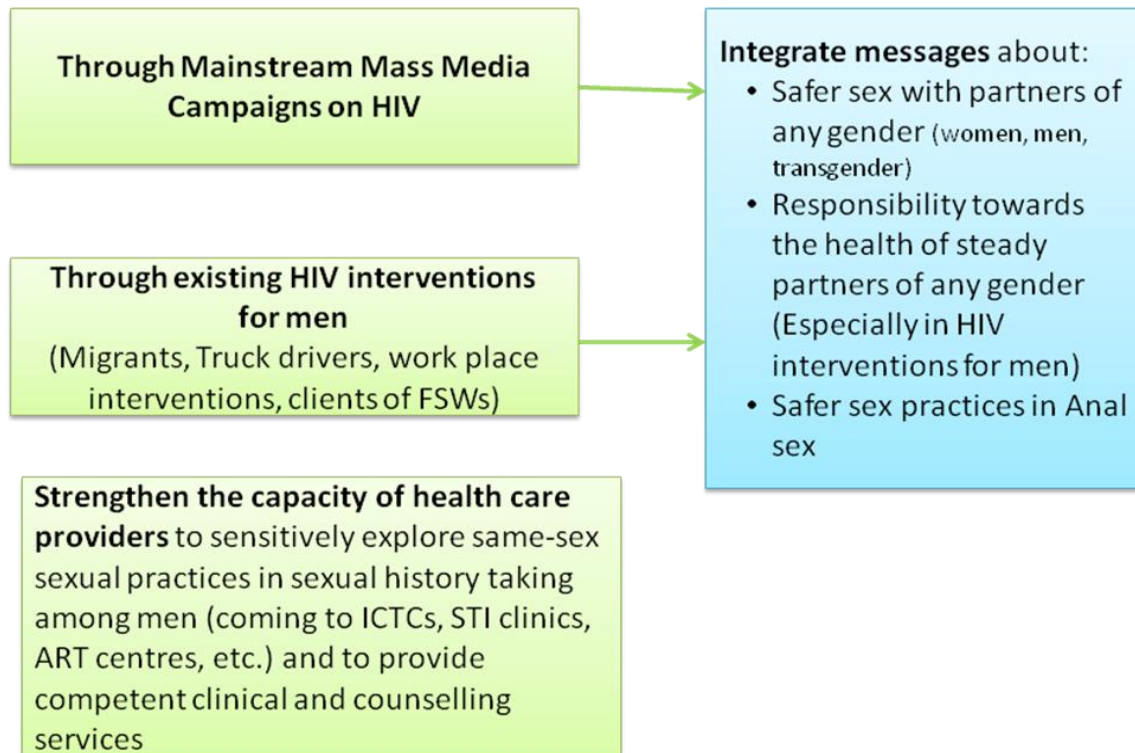 Through Mainstream Mass Media
Campaigns on HIV
Through existing HIV interventions
for men
(Migrants, Truck drivers, work place
interventions, clients of FSWs)
Strengthen the capacity of health care
providers to sensitively explore same-sex
sexual practices in sexual history taking
among men (coming to ICTCs, STI clinics,
ART centres, etc.) and to provide
competent clinical and counselling
services
Integrate messages about:
• Safer sex with partners of
any gender (women, men,
transgender)
• Responsibility towards
the health of steady
partners of any gender
(Especially in HIV
interventions for men)
• Safer sex practices in Anal
sex